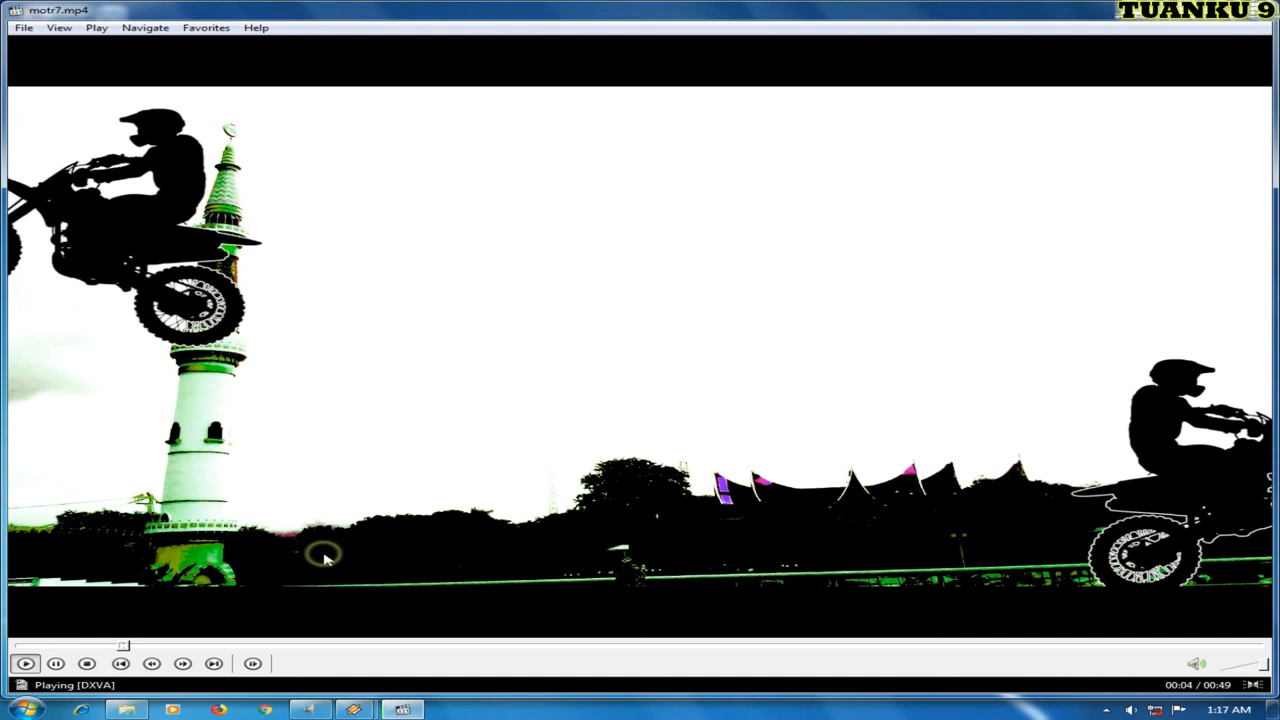 motr7.mp4
TUANKU 9
File View Play Navigate Favorites Help
Playing [DXVA]
00:04 / 00:49
1:17 AM